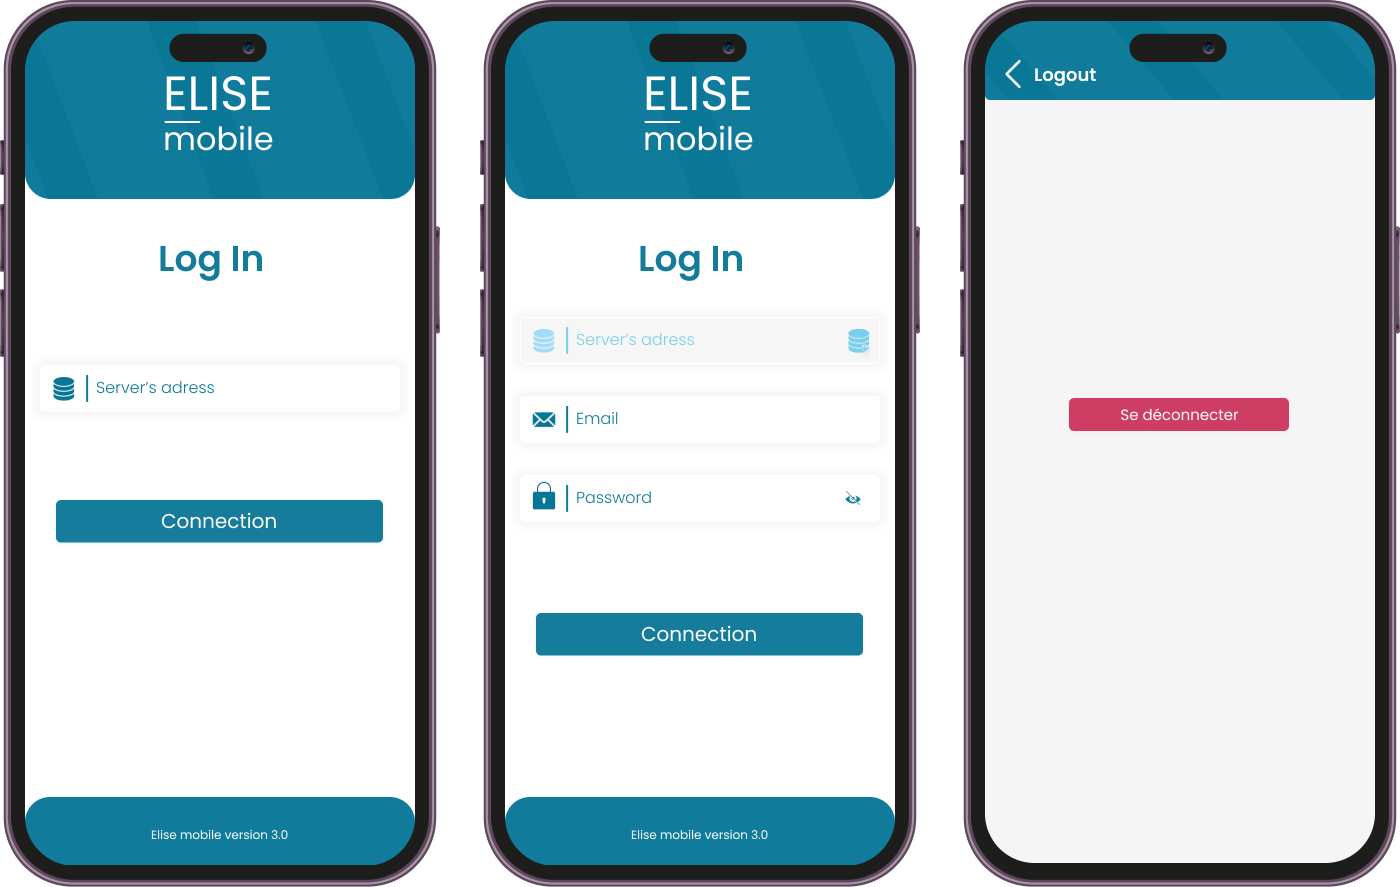 ELISE
mobile
Log In
Server’s adress
Connection
Elise mobile version 3.0
ELISE
mobile
Log In
Server’s adress
Email
Password
Connection
Elise mobile version 3.0
Logout
Se déconnecter